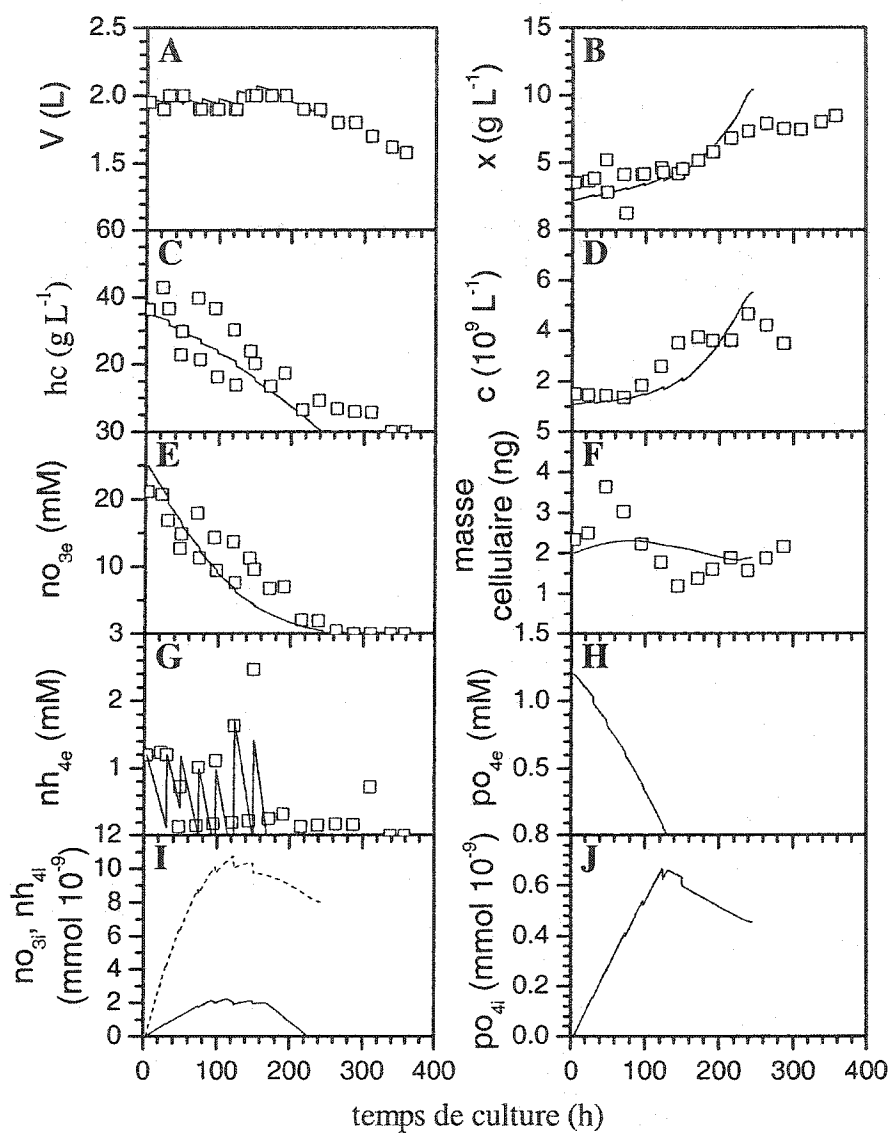 A
V (L)
2.5
2.0
1.5
60
B
x (g L⁻¹)
15
10
5
8
C
hc (g L⁻¹)
40
20
30
D
c (10⁹ L⁻¹)
6
4
2
5
E
no₃ₑ (mM)
20
10
3
F
masse
cellulaire (ng)
4
3
2
1
1.5
G
nh₄ₑ (mM)
2
1
12
H
po₄ₑ (mM)
1.0
0.5
0.8
I
no₃ᵢ, nh₄ᵢ
(mmol 10⁻⁹)
10
8
6
4
2
0
J
po₄ᵢ (mmol 10⁻⁹)
0.6
0.4
0.2
0.0
0 100 200 300 400
0 100 200 300 400
temps de culture (h)